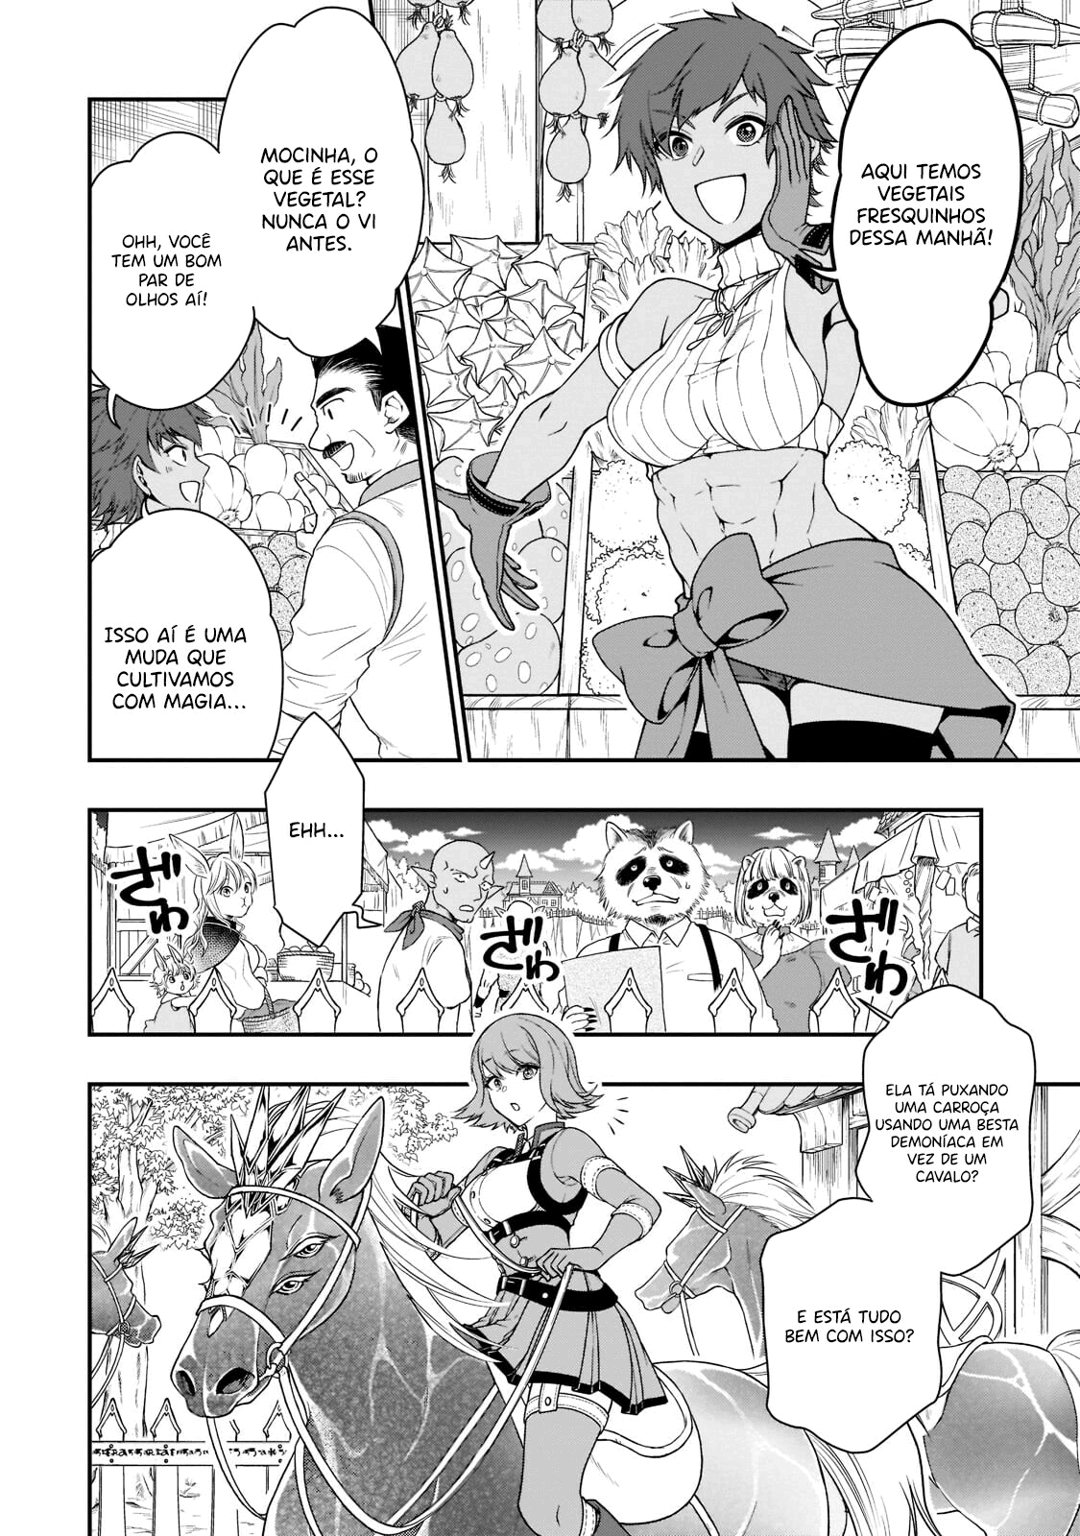 AQUI TEMOS
VEGETAIS
FRESQUINHOS
DESSA MANHÃ!
MOCINHA, O
QUE É ESSE
VEGETAL?
NUNCA O VI
ANTES.
OHH, VOCÊ
TEM UM BOM
PAR DE
OLHOS AÍ!
ISSO AÍ É UMA
MUDA QUE
CULTIVAMOS
COM MAGIA...
EHH...
ざわ
ざわ
ざわ
ELA TÁ PUXANDO
UMA CARROÇA
USANDO UMA BESTA
DEMONÍACA EM
VEZ DE UM
CAVALO?
E ESTÁ TUDO
BEM COM ISSO?